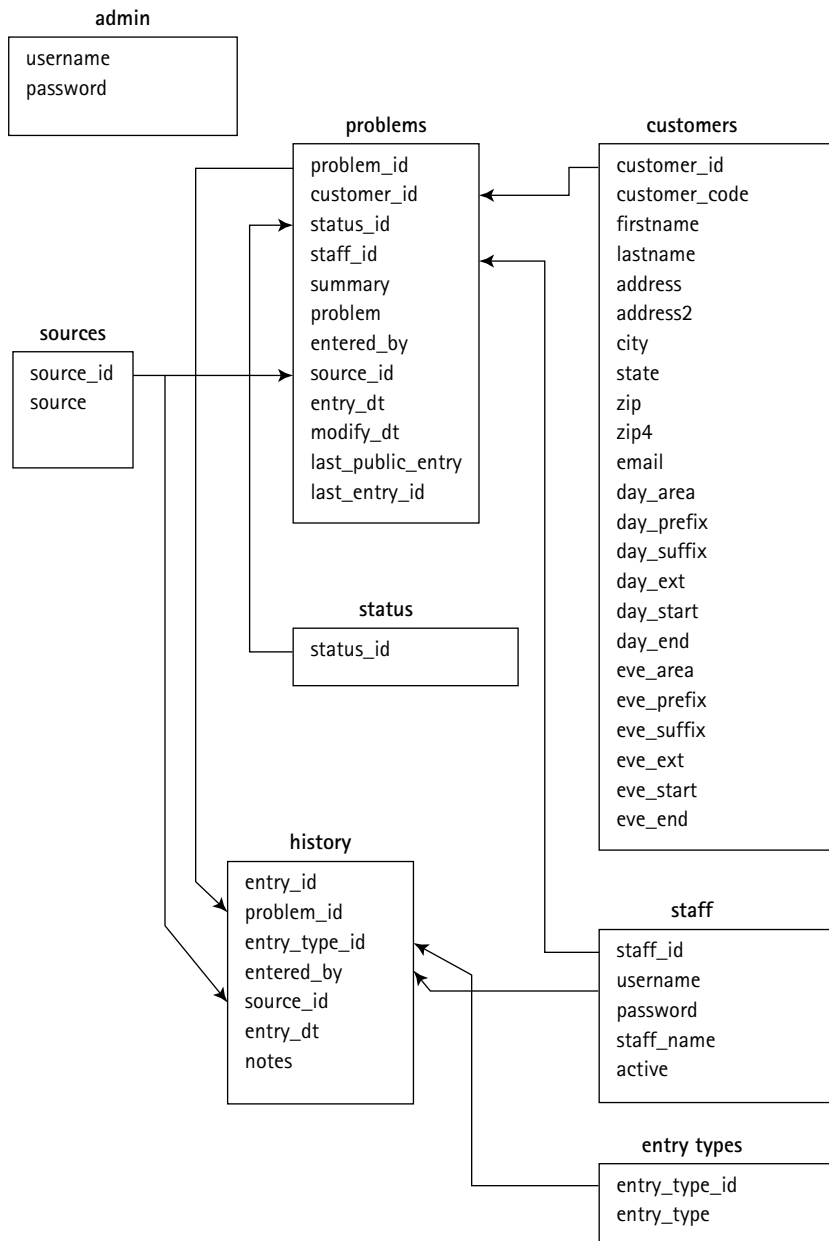 admin
username
password
problems
problem_id
customer_id
status_id
staff_id
summary
problem
entered_by
source_id
entry_dt
modify_dt
last_public_entry
last_entry_id
customers
customer_id
customer_code
firstname
lastname
address
address2
city
state
zip
zip4
email
day_area
day_prefix
day_suffix
day_ext
day_start
day_end
eve_area
eve_prefix
eve_suffix
eve_ext
eve_start
eve_end
sources
source_id
source
status
status_id
history
entry_id
problem_id
entry_type_id
entered_by
source_id
entry_dt
notes
staff
staff_id
username
password
staff_name
active
entry types
entry_type_id
entry_type